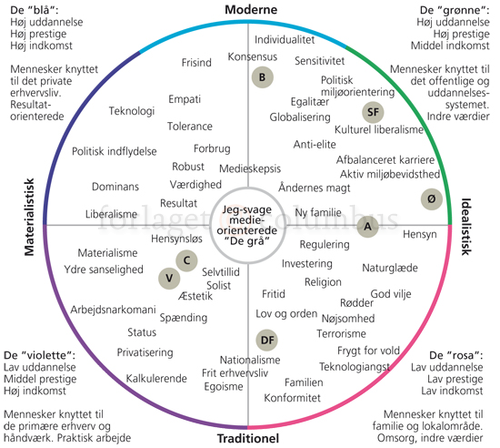 De "blå":
Høj uddannelse
Høj prestige
Høj indkomst
Mennesker knyttet
til det private
erhvervsliv.
Resultat-
orienterede
Moderne
De "grønne":
Høj uddannelse
Høj prestige
Middel indkomst
Mennesker knyttet til
det offentlige og
uddannelses-
systemet.
Indre værdier
Individualitet
Konsensus
Frisind
Sensitivitet
B
Politisk
miljøorientering
Empati
Egalitær
Teknologi
Globalisering
SF
Tolerance
Kulturel liberalisme
Anti-elite
Forbrug
Politisk indflydelse
Afbalanceret karriere
Robust
Medieskepsis
Aktiv miljøbevidsthed
Værdighed
Åndernes magt
Dominans
Resultat
Ø
Liberalisme
Ny familie
Materialistisk
Jeg-svage
medie-
orienterede
"De grå"
Idealistisk
forlaget columbus
A
Hensyn
Hensynsløs
Regulering
Materialisme
C
Investering
Ydre sanselighed
V
Selvtillid
Naturglæde
Solist
Religion
Æstetik
Fritid
God vilje
Arbejdsnarkomani
Rødder
Spænding
Lov og orden
Nøjsomhed
Status
DF
Terrorisme
Privatisering
Frygt for vold
Nationalisme
Teknologiangst
Kalkulerende
Frit erhvervsliv
Egoisme
Familien
Konformitet
De "violette":
Lav uddannelse
Middel prestige
Høj indkomst
Mennesker knyttet til
de primære erhverv og
håndværk. Praktisk arbejde
Traditionel
De "rosa":
Lav uddannelse
Lav prestige
Lav indkomst
Mennesker knyttet til
familie og lokalområde.
Omsorg, indre værdier